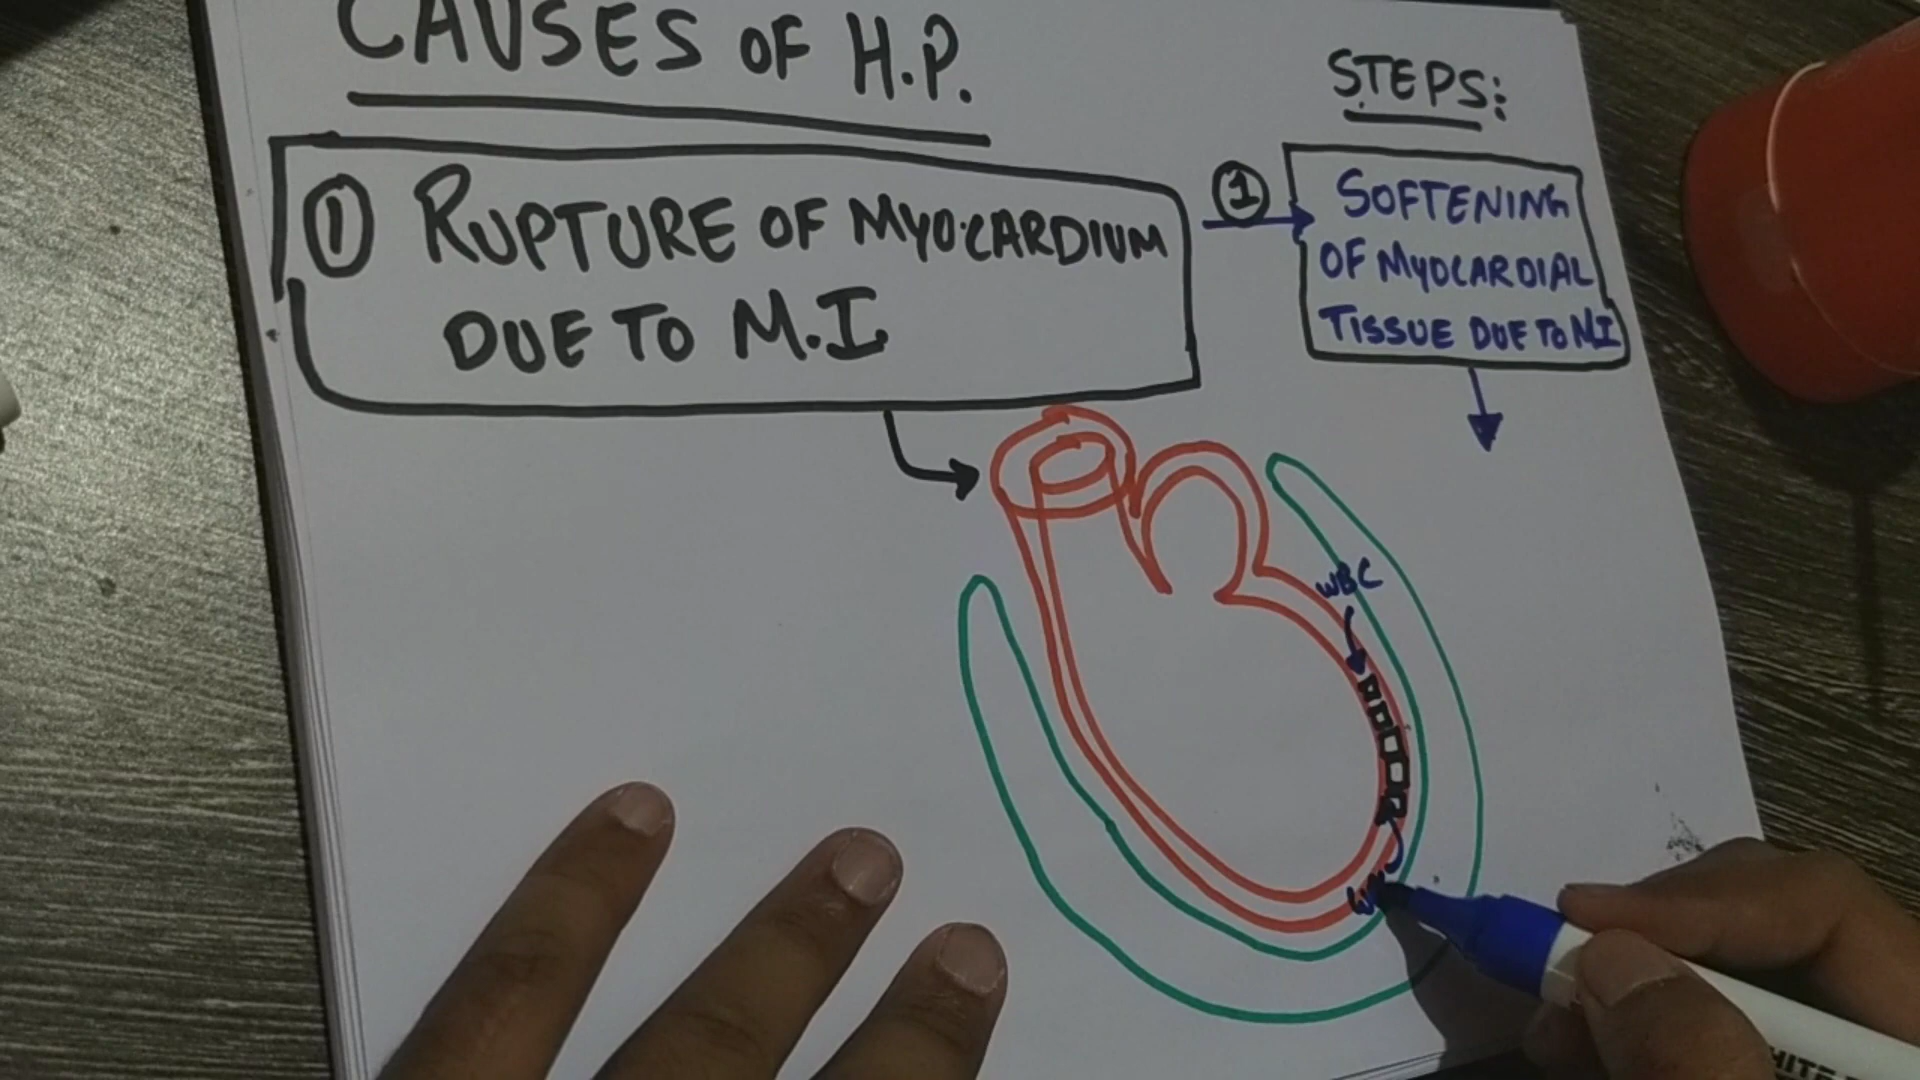 CAUSES OF H.P.
① RUPTURE OF MYOCARDIUM
DUE TO M.I
STEPS:
①
SOFTENING
OF MYOCARDIAL
TISSUE DUE TO MI
WBC